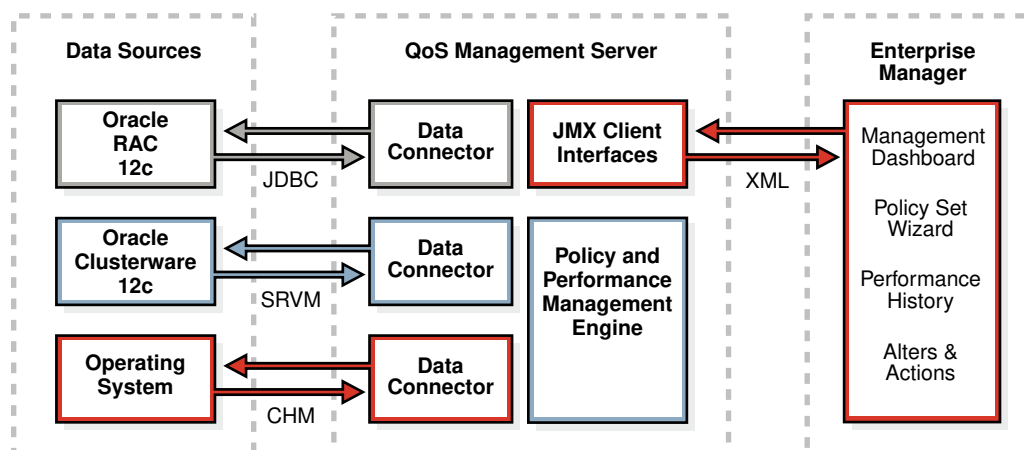 Data Sources
Oracle
RAC
12c
JDBC
Oracle
Clusterware
12c
SRVM
Operating
System
CHM
QoS Management Server
Data
Connector
Data
Connector
Data
Connector
JMX Client
Interfaces
Policy and
Performance
Management
Engine
XML
Enterprise
Manager
Management
Dashboard
Policy Set
Wizard
Performance
History
Alters &
Actions